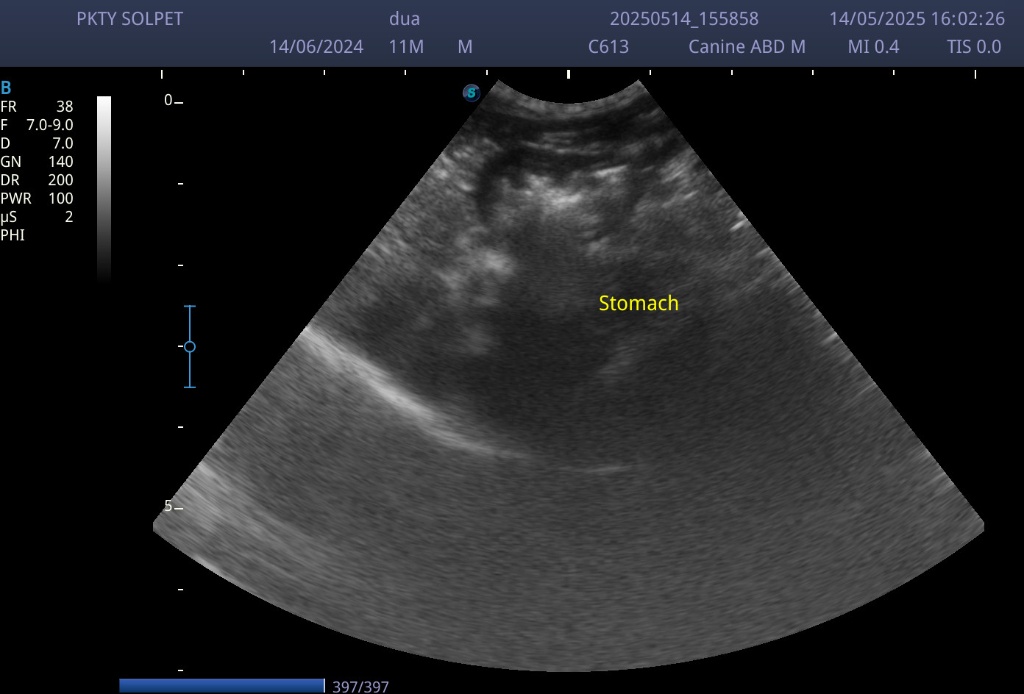 PKTY SOLPET dua 20250514_155858 14/05/2025 16:02:26
14/06/2024 11M M C613 Canine ABD M MI 0.4 TIS 0.0
B
FR 38
F 7.0-9.0
D 7.0
GN 140
DR 200
PWR 100
µS 2
PHI
S
0
Stomach
5
397/397